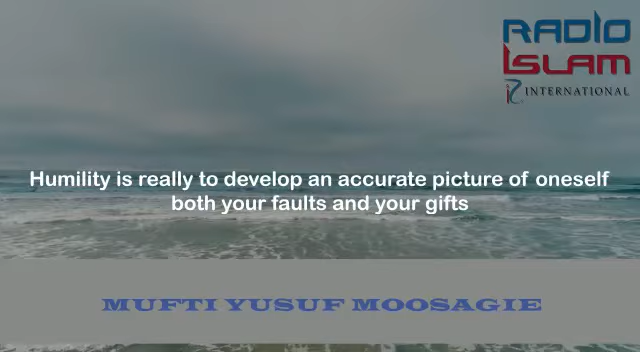 RADIO
ISLAM
INTERNATIONAL
Humility is really to develop an accurate picture of oneself
both your faults and your gifts
MUFTI YUSUF MOOSAGIE